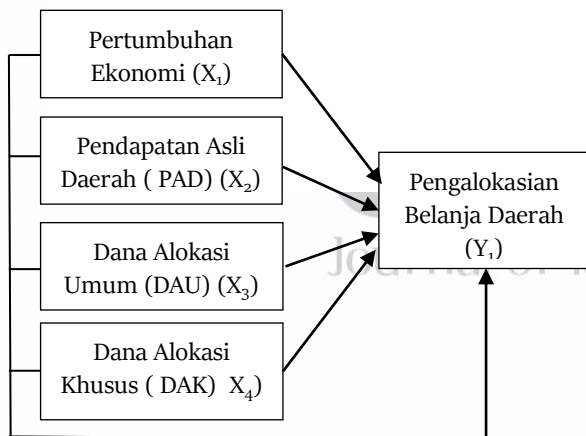 Pertumbuhan
Ekonomi (X₁)
Pendapatan Asli
Daerah ( PAD) (X₂)
Dana Alokasi
Umum (DAU) (X₃)
Dana Alokasi
Khusus ( DAK)  X₄)
Pengalokasian
Belanja Daerah
(Y₁)